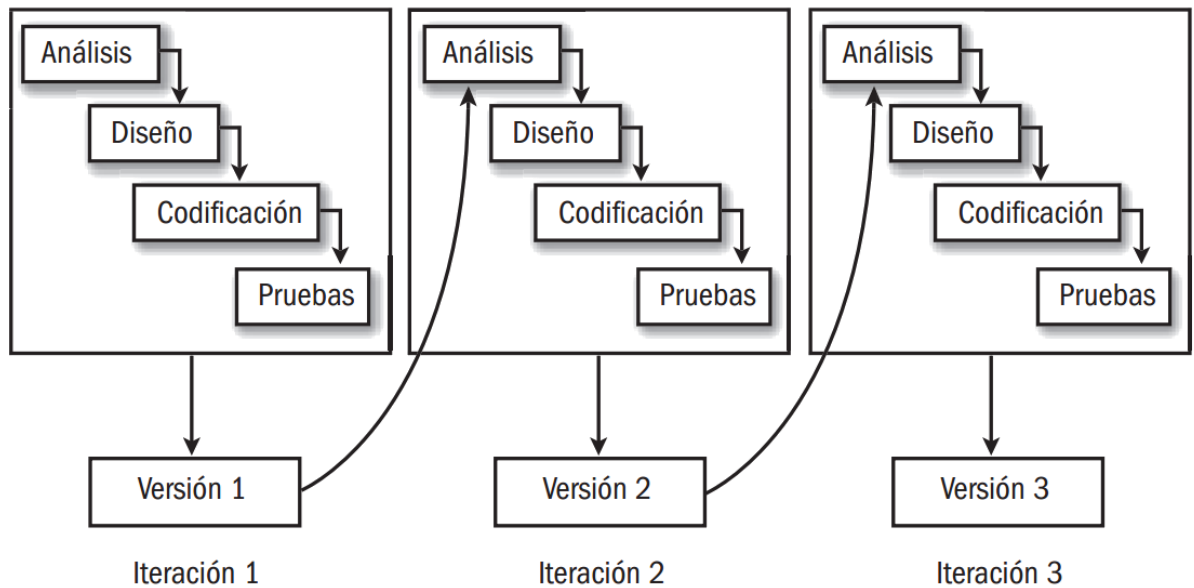 Análisis
Diseño
Codificación
Pruebas
Versión 1
Iteración 1
Análisis
Diseño
Codificación
Pruebas
Versión 2
Iteración 2
Análisis
Diseño
Codificación
Pruebas
Versión 3
Iteración 3